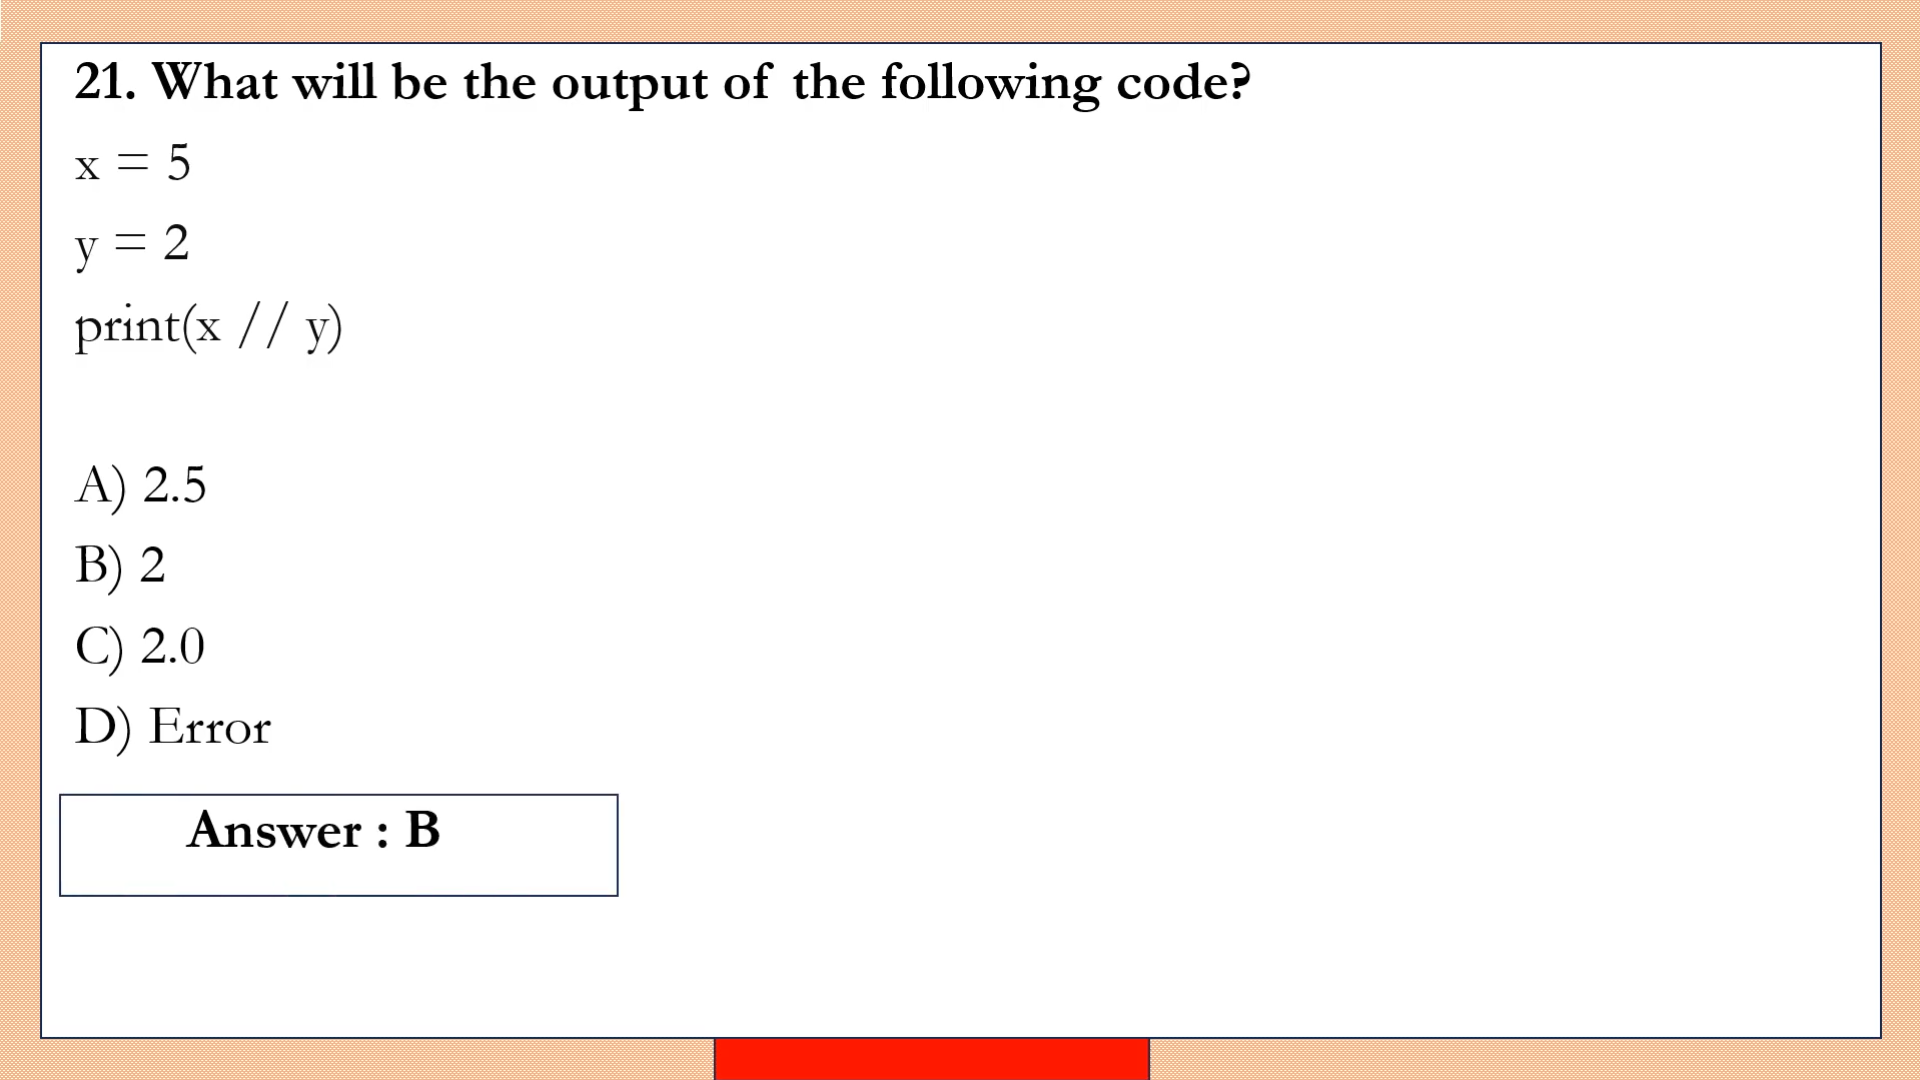 21. What will be the output of the following code?
x = 5
y = 2
print(x // y)
A) 2.5
B) 2
C) 2.0
D) Error
Answer : B